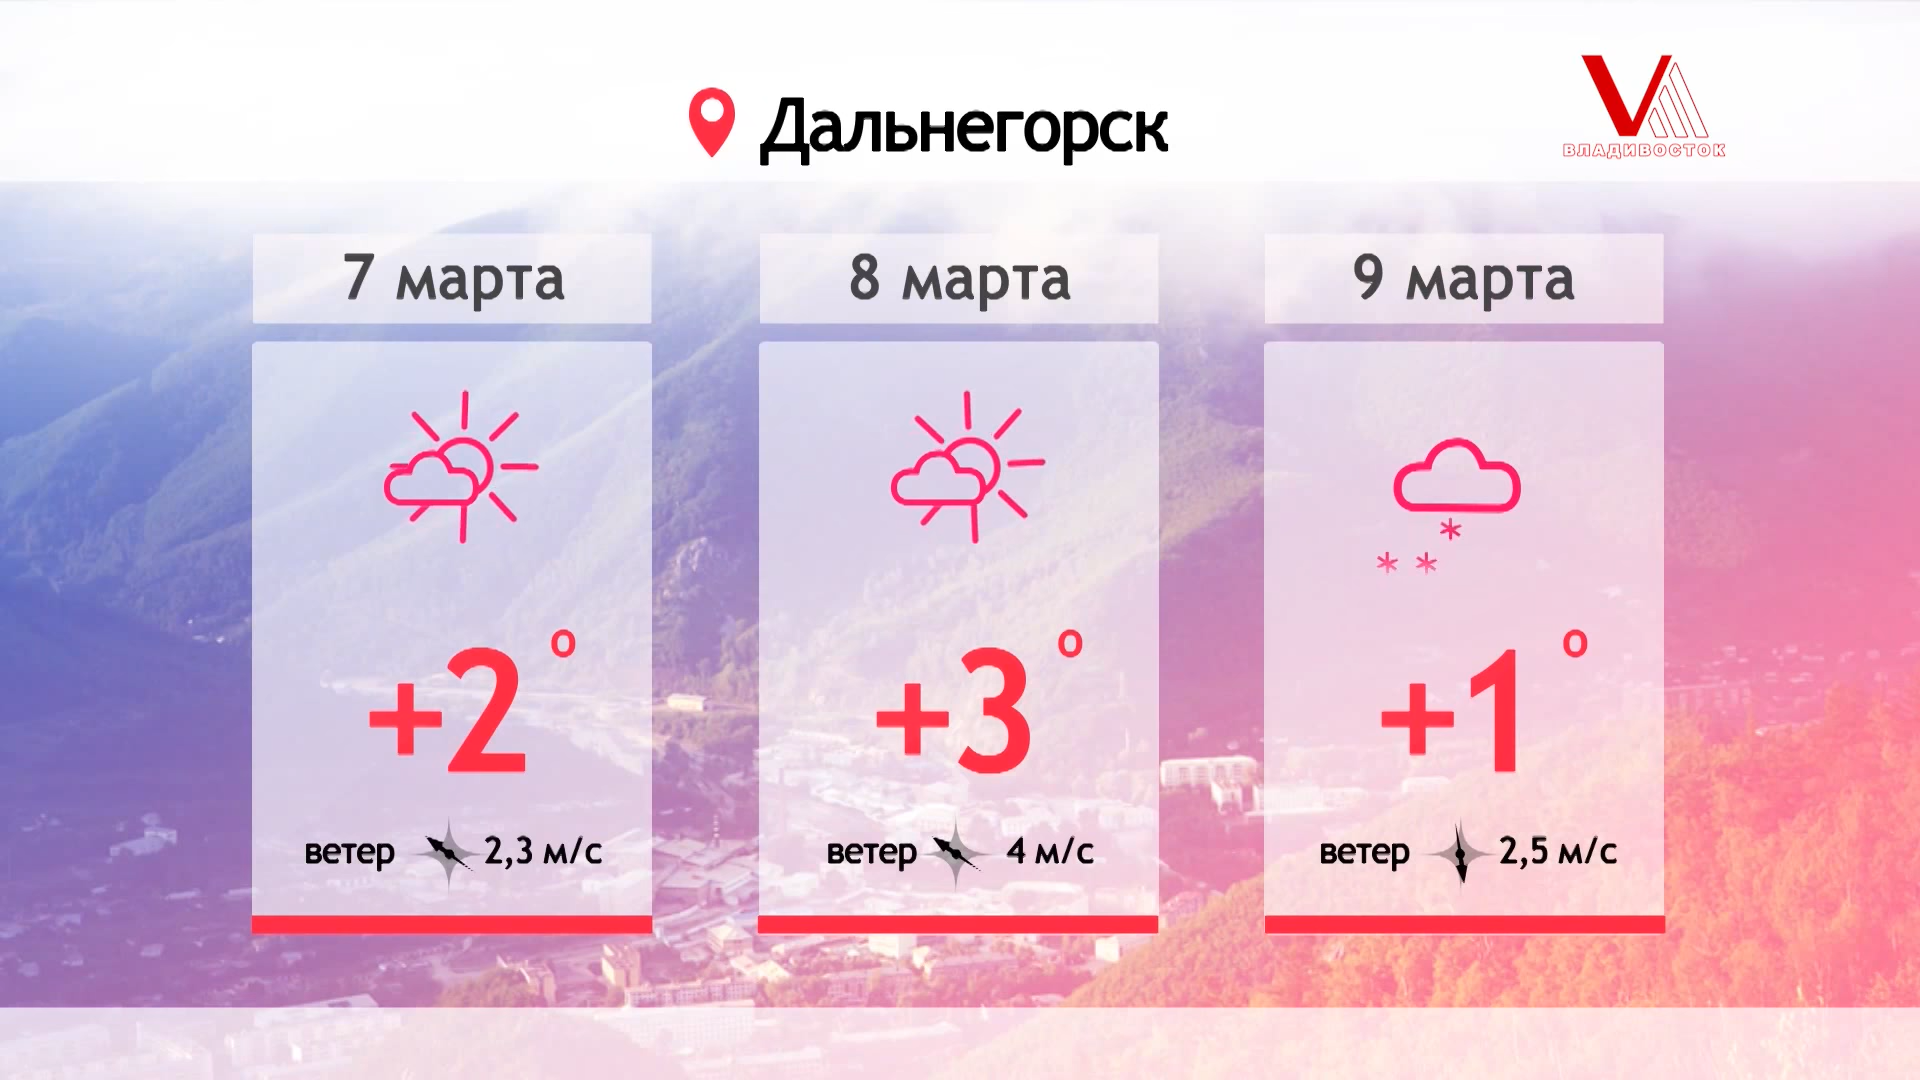 Дальнегорск
ВЛАДИВОСТОК
7 марта
8 марта
9 марта
+2°
+3°
+1°
ветер 2,3 м/с
ветер 4 м/с
ветер 2,5 м/с